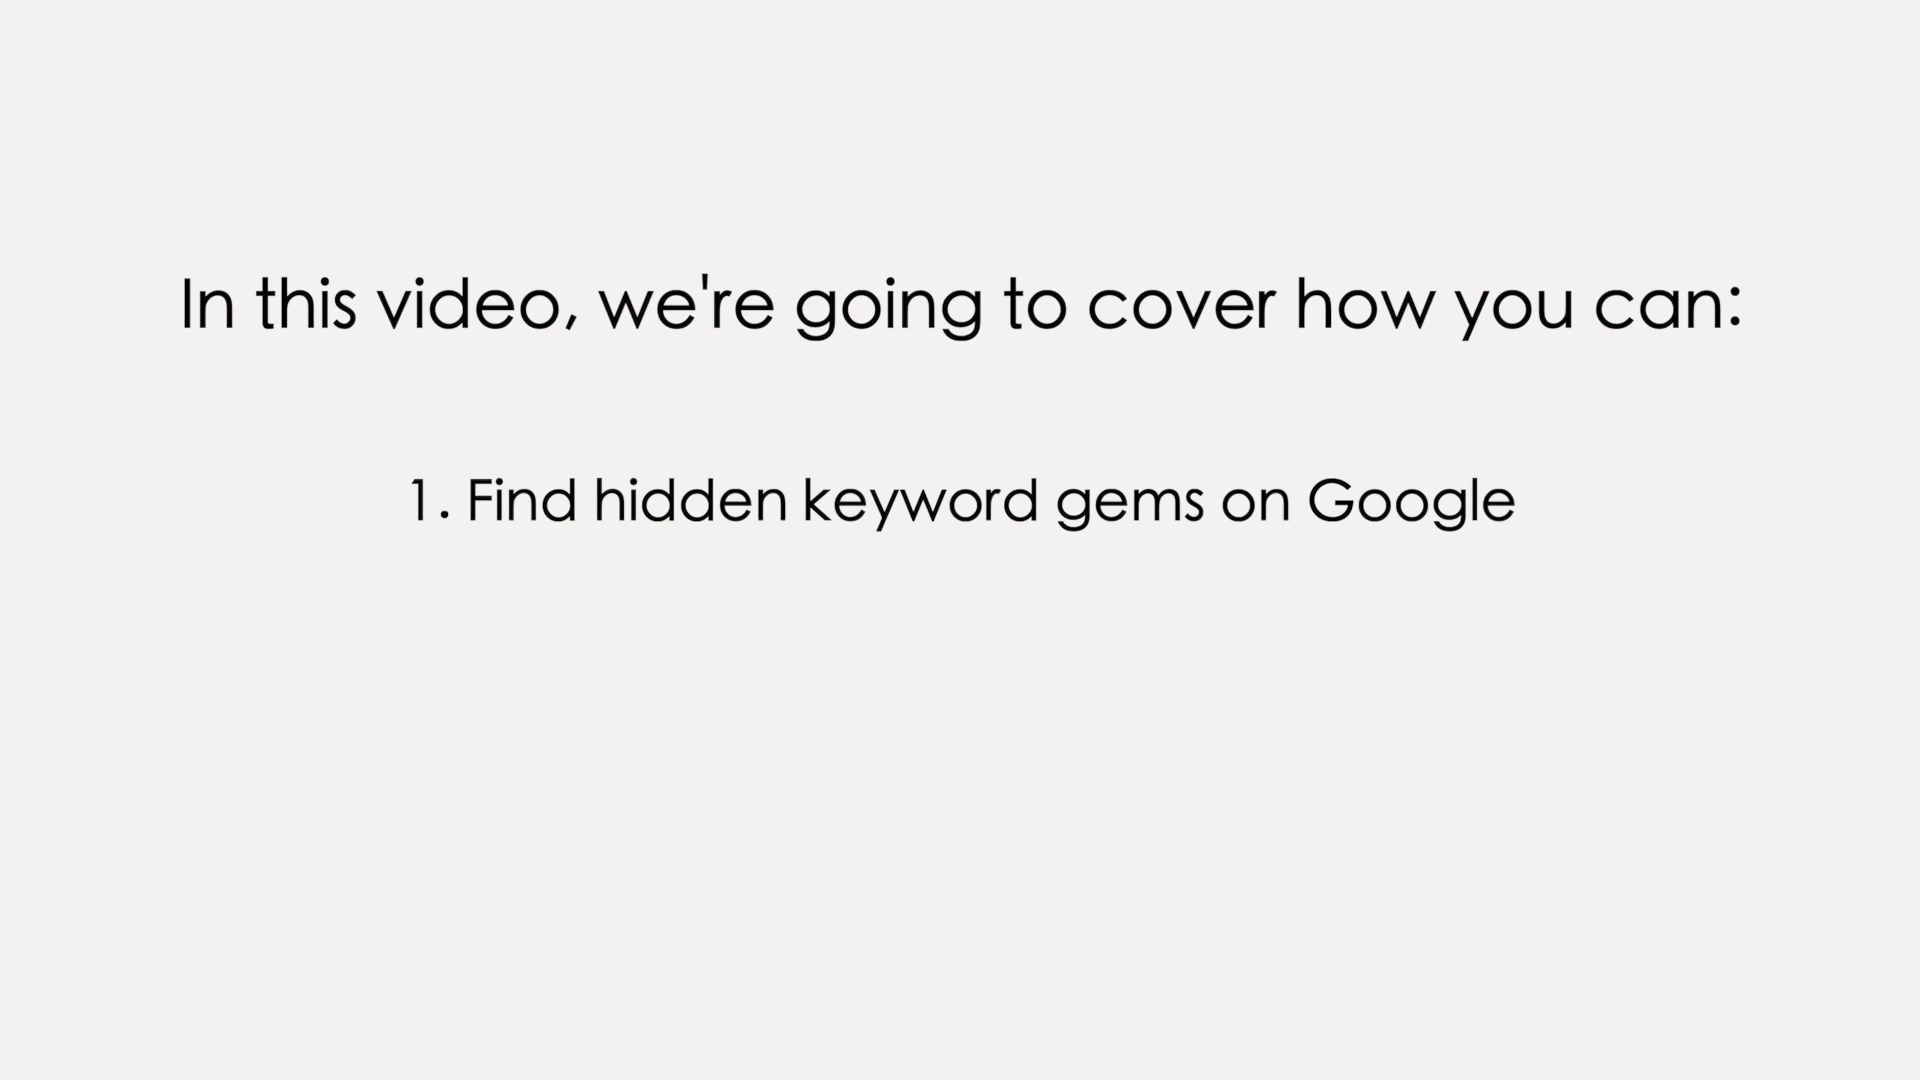 In this video, we're going to cover how you can:
1. Find hidden keyword gems on Google